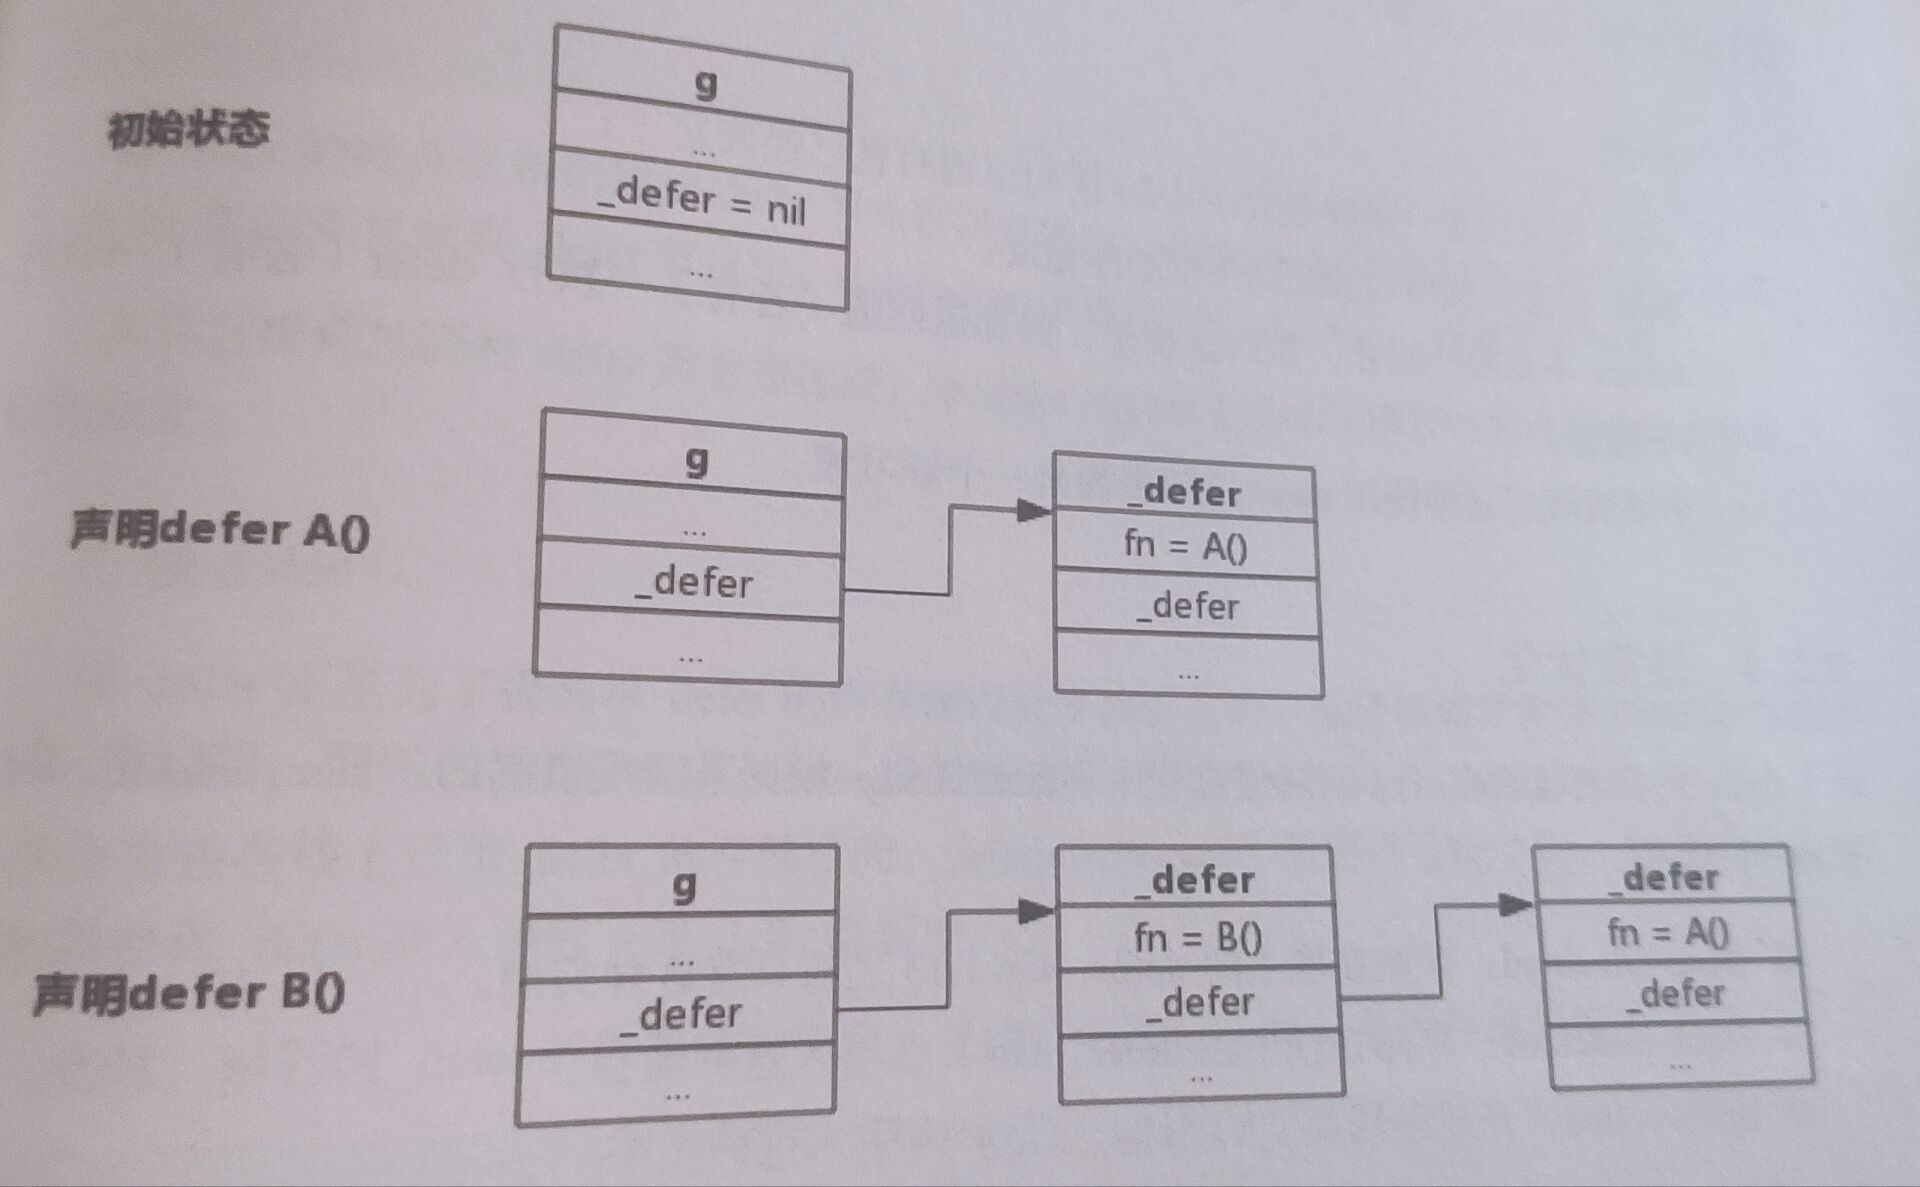 初始状态
g
...
_defer = nil
...
声明defer A()
g
...
_defer
...
_defer
fn = A()
_defer
...
声明defer B()
g
...
_defer
...
_defer
fn = B()
_defer
...
_defer
fn = A()
_defer
...